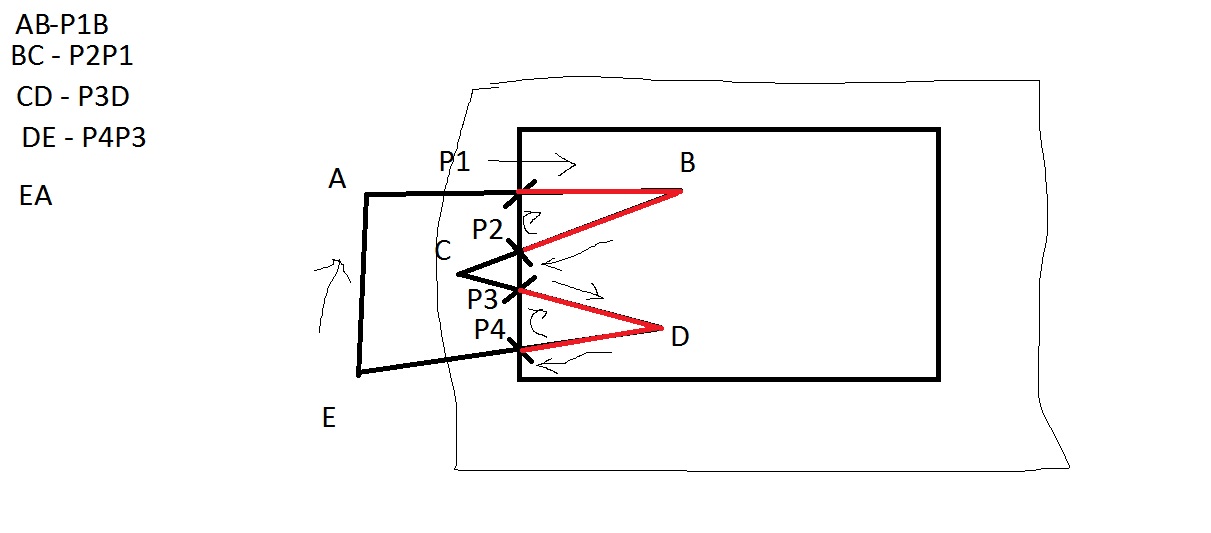 AB-P1B
BC - P2P1
CD - P3D
DE - P4P3
EA
P1
B
A
P2
C
P3
P4
D
E